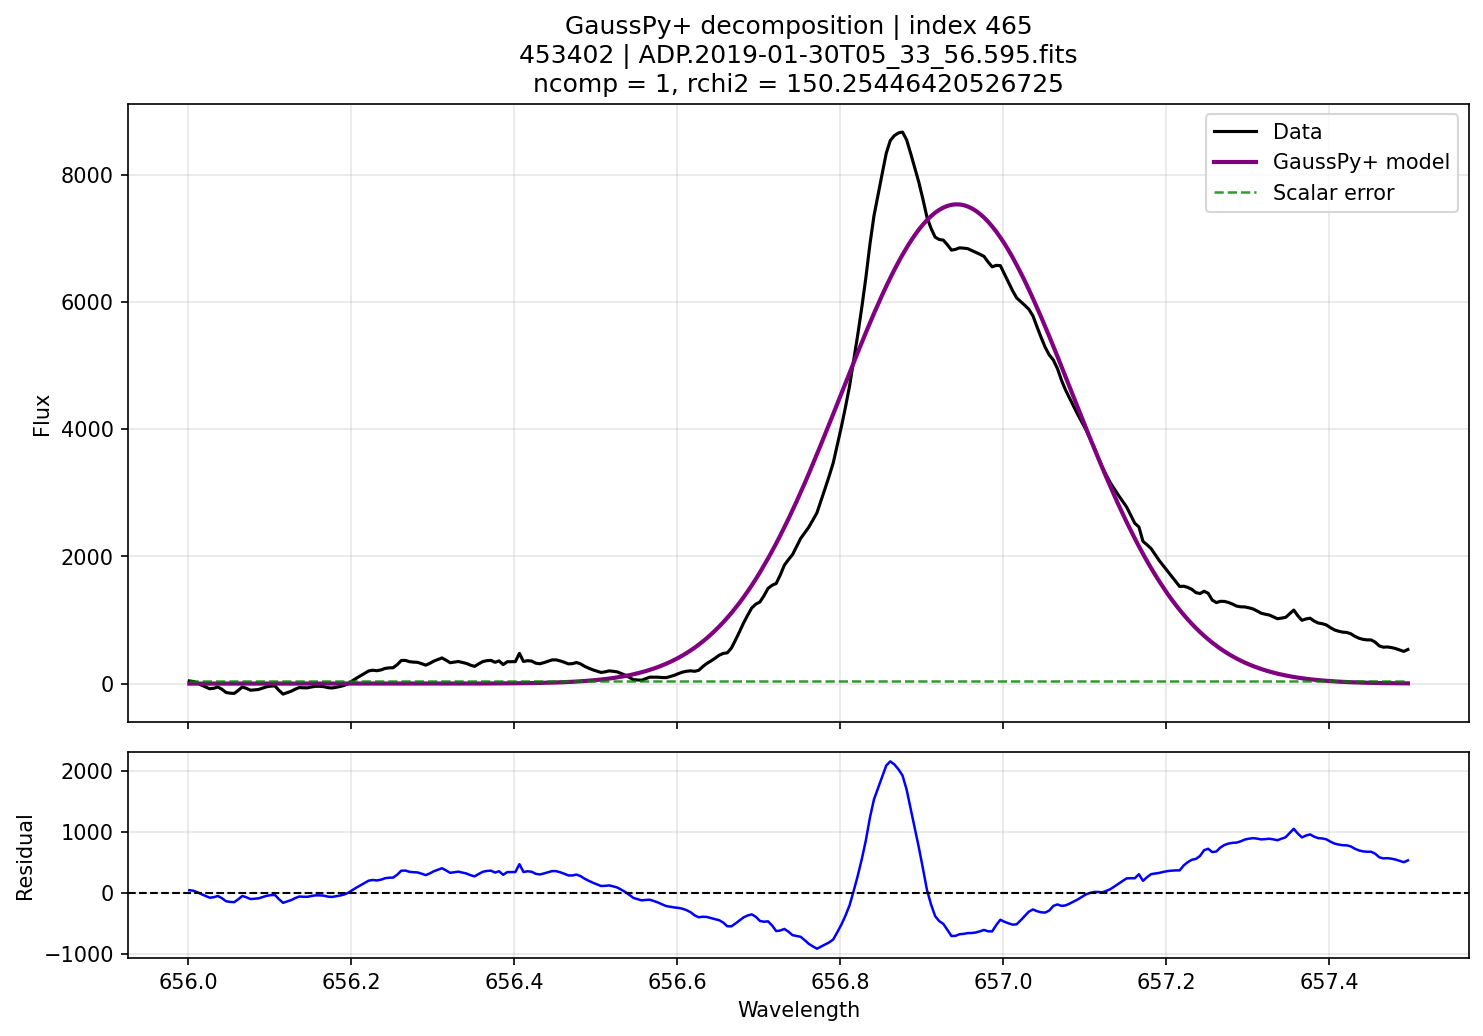 GaussPy+ decomposition | index 465
453402 | ADP.2019-01-30T05_33_56.595.fits
ncomp = 1, rchi2 = 150.25446420526725
Data
GaussPy+ model
Scalar error
8000
6000
4000
2000
0
Flux
2000
1000
0
−1000
Residual
656.0
656.2
656.4
656.6
656.8
657.0
657.2
657.4
Wavelength